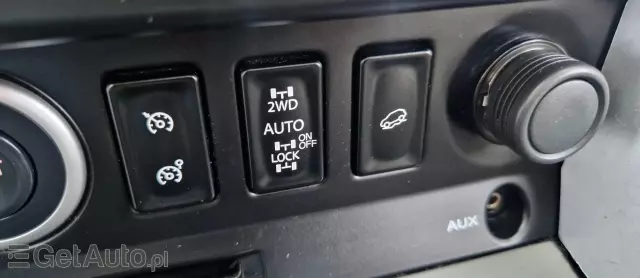 2WD
AUTO
ON
OFF
LOCK
AUX
GetAuto.pl